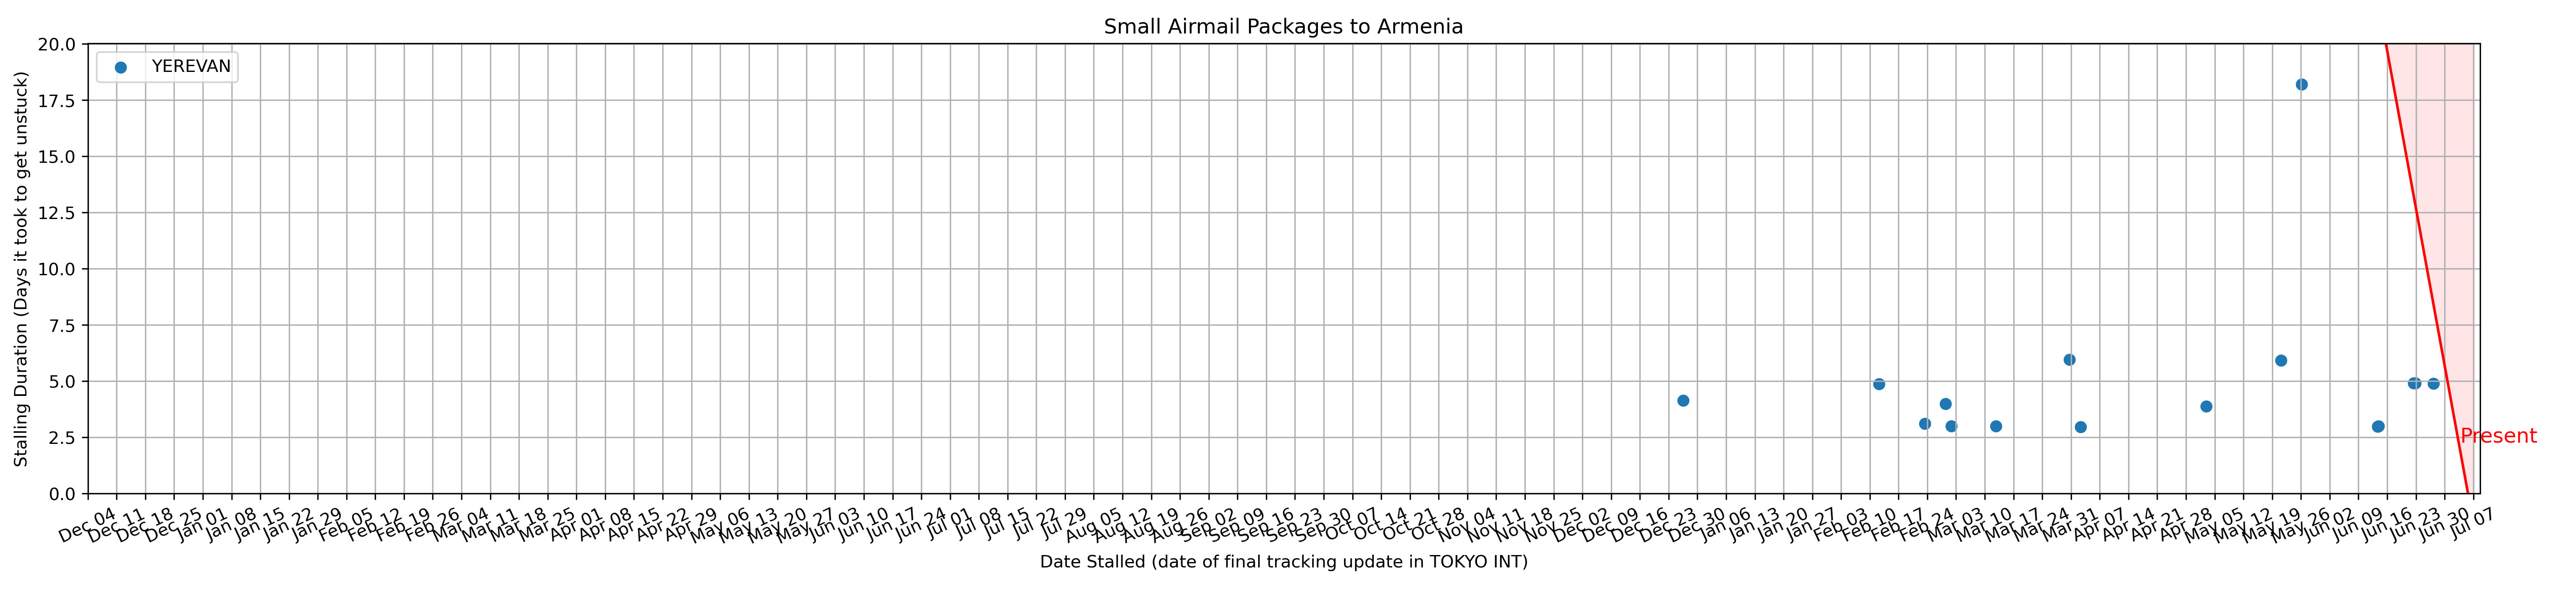 Small Airmail Packages to Armenia
YEREVAN
Stalling Duration (Days it took to get unstuck)
20.0
17.5
15.0
12.5
10.0
7.5
5.0
2.5
0.0
Present
Dec 04 Dec 11 Dec 18 Dec 25 Jan 01 Jan 08 Jan 15 Jan 22 Jan 29 Feb 05 Feb 12 Feb 19 Feb 26 Mar 04 Mar 11 Mar 18 Mar 25 Apr 01 Apr 08 Apr 15 Apr 22 Apr 29 May 06 May 13 May 20 May 27 Jun 03 Jun 10 Jun 17 Jun 24 Jul 01 Jul 08 Jul 15 Jul 22 Jul 29 Aug 05 Aug 12 Aug 19 Aug 26 Sep 02 Sep 09 Sep 16 Sep 23 Sep 30 Oct 07 Oct 14 Oct 21 Oct 28 Nov 04 Nov 11 Nov 18 Nov 25 Dec 02 Dec 09 Dec 16 Dec 23 Dec 30 Jan 06 Jan 13 Jan 20 Jan 27 Feb 03 Feb 10 Feb 17 Feb 24 Mar 03 Mar 10 Mar 17 Mar 24 Mar 31 Apr 07 Apr 14 Apr 21 Apr 28 May 05 May 12 May 19 May 26 Jun 02 Jun 09 Jun 16 Jun 23 Jun 30 Jul 07
Date Stalled (date of final tracking update in TOKYO INT)